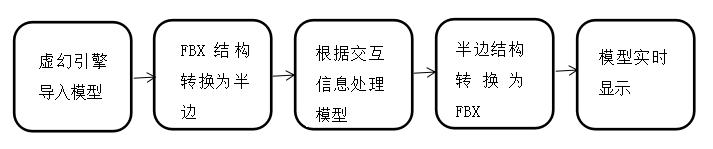 虚幻引擎
导入模型
FBX 结构
转换为半
边
根据交互
信息处理
模型
半边结构
转换为
FBX
模型实时
显示